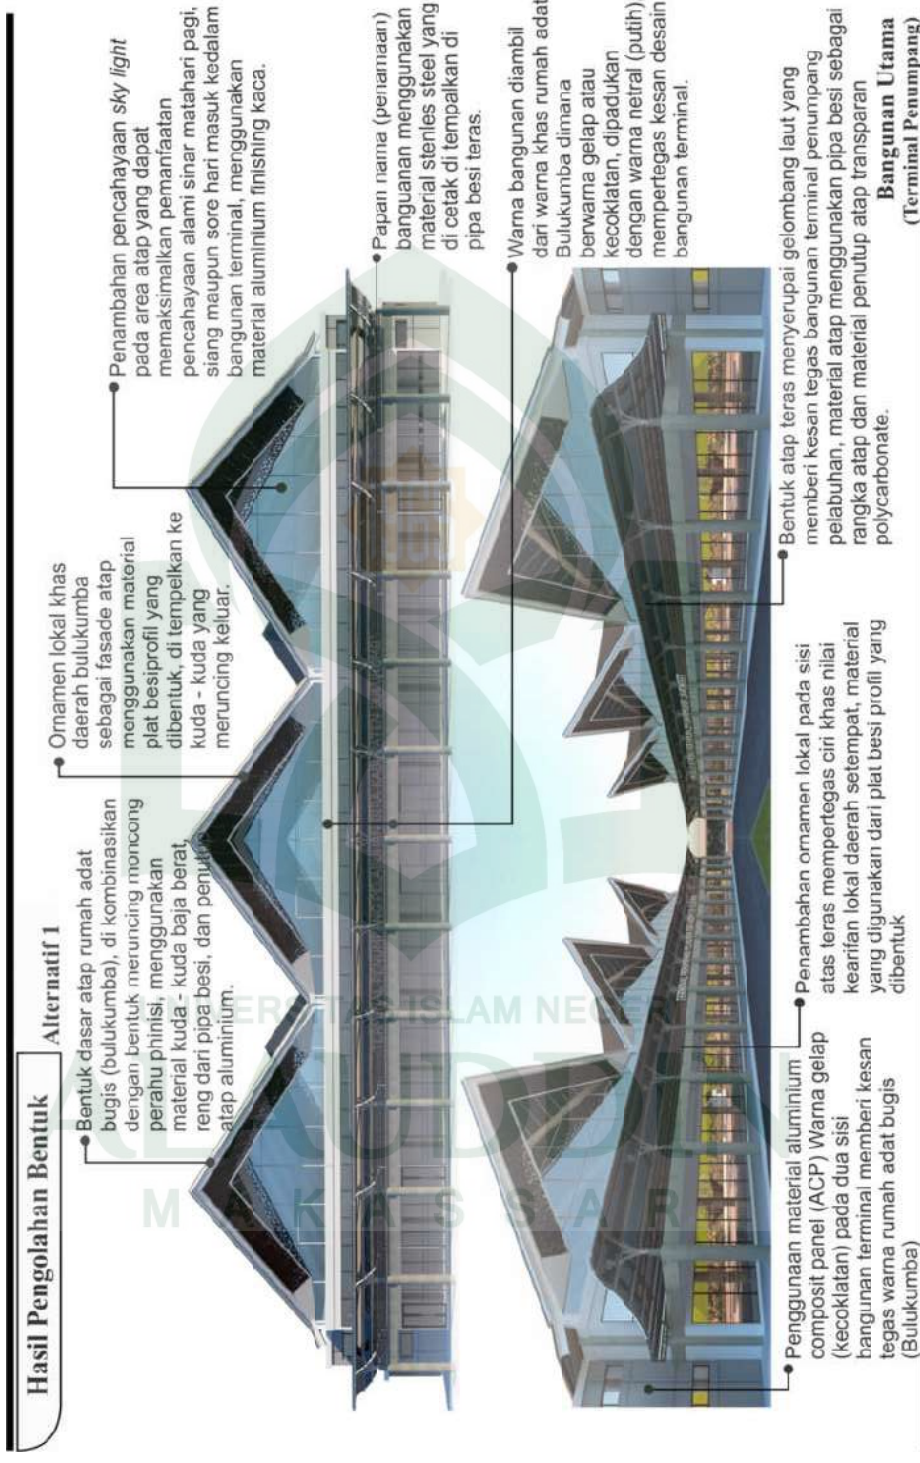 Hasil Pengolahan Bentuk
Alternatif 1
Bentuk dasar atap rumah adat
bugis (bulukumba), di kombinasikan
dengan bentuk meruncing moncong
perahu phinisi, menggunakan
material kuda - kuda baja berat,
reng dari pipa besi, dan penutup
atap aluminium.
Ornamen lokal khas
daerah bulukumba
sebagai fasade atap
menggunakan material
plat besiprofil yang
dibentuk, di tempelkan ke
kuda - kuda yang
meruncing keluar.
Penambahan pencahayaan sky light
pada area atap yang dapat
memaksimalkan pemanfaatan
pencahayaan alami sinar matahari pagi,
siang maupun sore hari masuk kedalam
bangunan terminal, menggunakan
material aluminium finishing kaca.
Papan nama (penamaan)
banguanan menggunakan
material stenles steel yang
di cetak di tempalkan di
pipa besi teras.
Warna bangunan diambil
dari warna khas rumah adat
Bulukumba dimana
berwarna gelap atau
kecoklatan, dipadukan
dengan warna netral (putih)
mempertegas kesan desain
bangunan terminal.
Penggunaan material aluminium
composit panel (ACP) Warna gelap
(kecoklatan) pada dua sisi
bangunan terminal memberi kesan
tegas warna rumah adat bugis
(Bulukumba)
Penambahan ornamen lokal pada sisi
atas teras mempertegas ciri khas nilai
kearifan lokal daerah setempat, material
yang digunakan dari plat besi profil yang
dibentuk
Bentuk atap teras menyerupai gelombang laut yang
memberi kesan tegas bangunan terminal penumpang
pelabuhan, material atap menggunakan pipa besi sebagai
rangka atap dan material penutup atap transparan
polycarbonate.
Bangunan Utama
(Terminal Penumpang)
UNIVERSITAS ISLAM NEGERI
ALAUDDIN
MAKASSAR